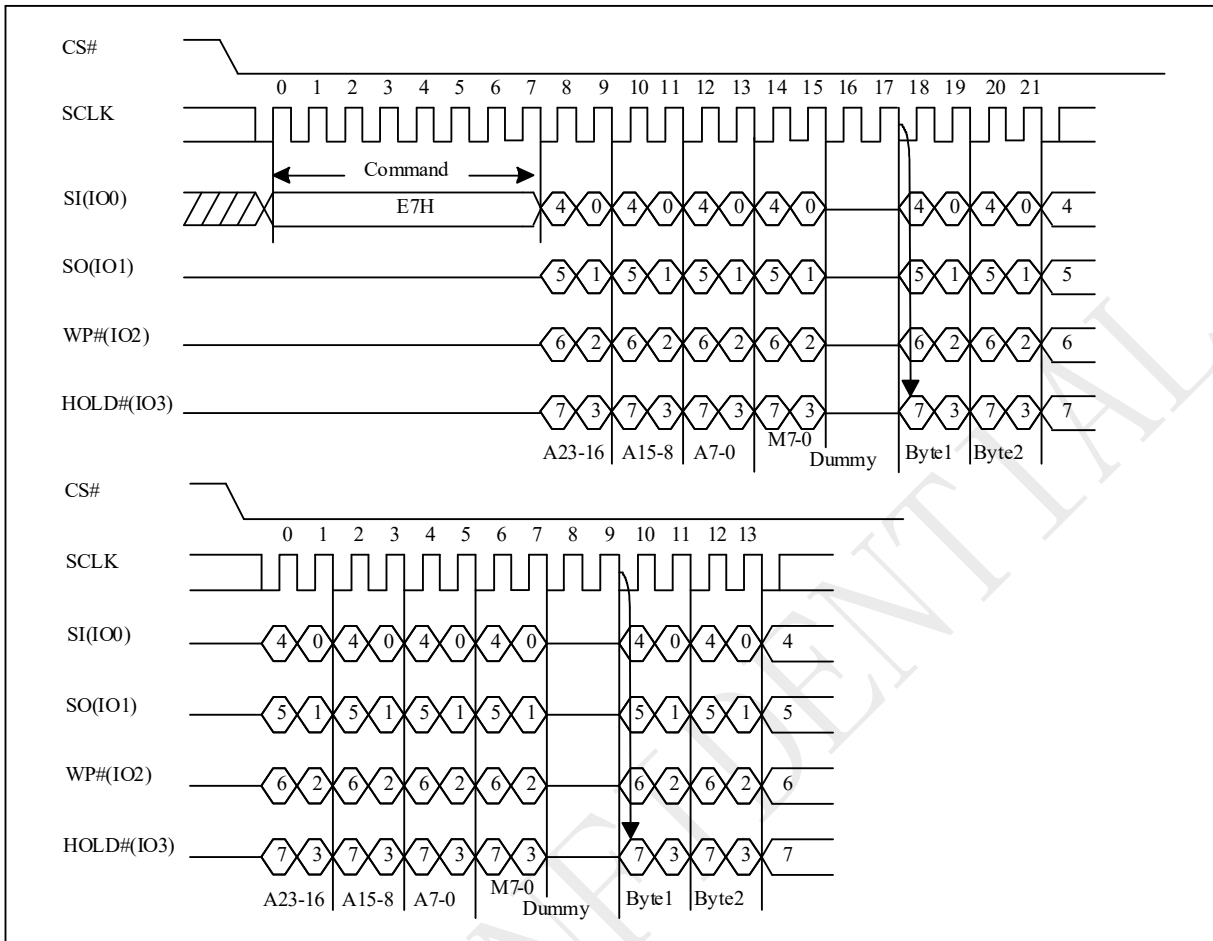 CS#
0 1 2 3 4 5 6 7 8 9 10 11 12 13 14 15 16 17 18 19 20 21
SCLK
Command
SI(IO0) E7H 4 0 4 0 4 0 4 0 4 0 4 0 4
SO(IO1) 5 1 5 1 5 1 5 1 5 1 5 1 5
WP#(IO2) 6 2 6 2 6 2 6 2 6 2 6 2 6
HOLD#(IO3) 7 3 7 3 7 3 7 3 7 3 7 3 7
A23-16 A15-8 A7-0 M7-0 Dummy Byte1 Byte2
CS#
0 1 2 3 4 5 6 7 8 9 10 11 12 13
SCLK
SI(IO0) 4 0 4 0 4 0 4 0 4 0 4 0 4
SO(IO1) 5 1 5 1 5 1 5 1 5 1 5 1 5
WP#(IO2) 6 2 6 2 6 2 6 2 6 2 6 2 6
HOLD#(IO3) 7 3 7 3 7 3 7 3 7 3 7 3 7
A23-16 A15-8 A7-0 M7-0 Dummy Byte1 Byte2
NFIDENTIAL